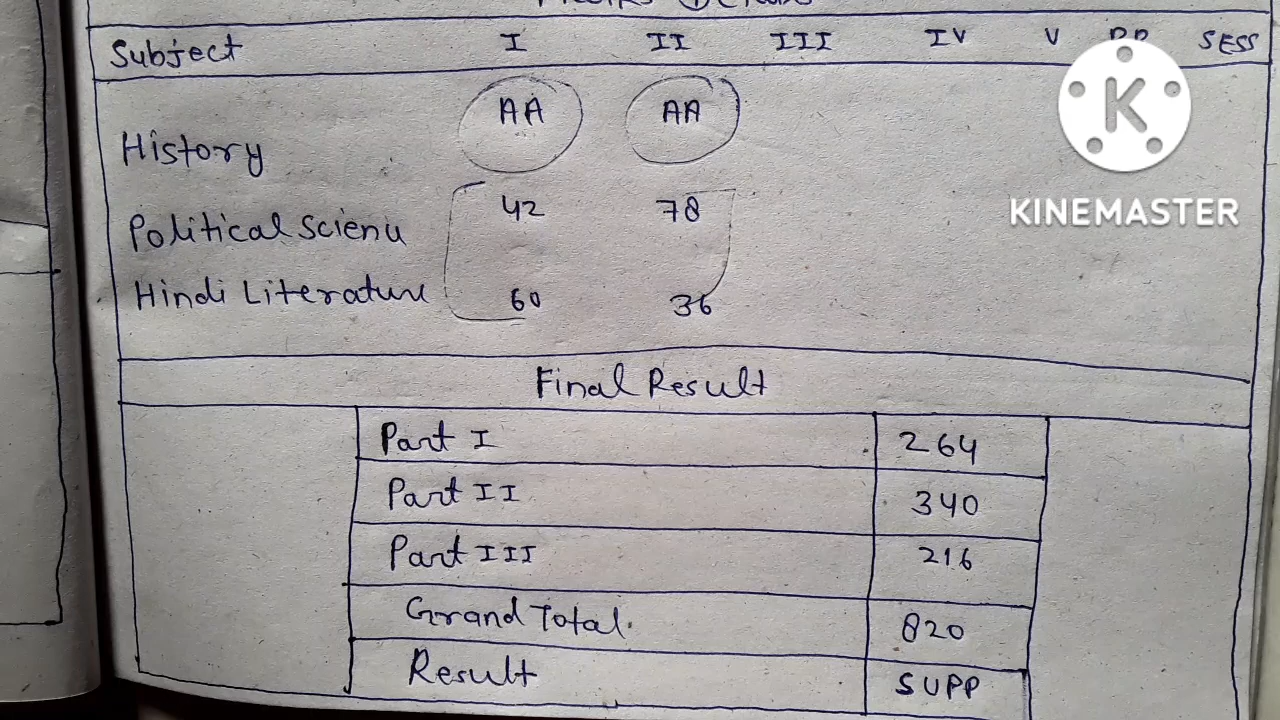 Subject I II III IV V PP SESS
History AA AA
Political Scienu 42 78
Hindi Literature 60 36
K
KINEMASTER
Final Result
Part I 264
Part II 340
Part III 216
Grand Total 820
Result SUPP